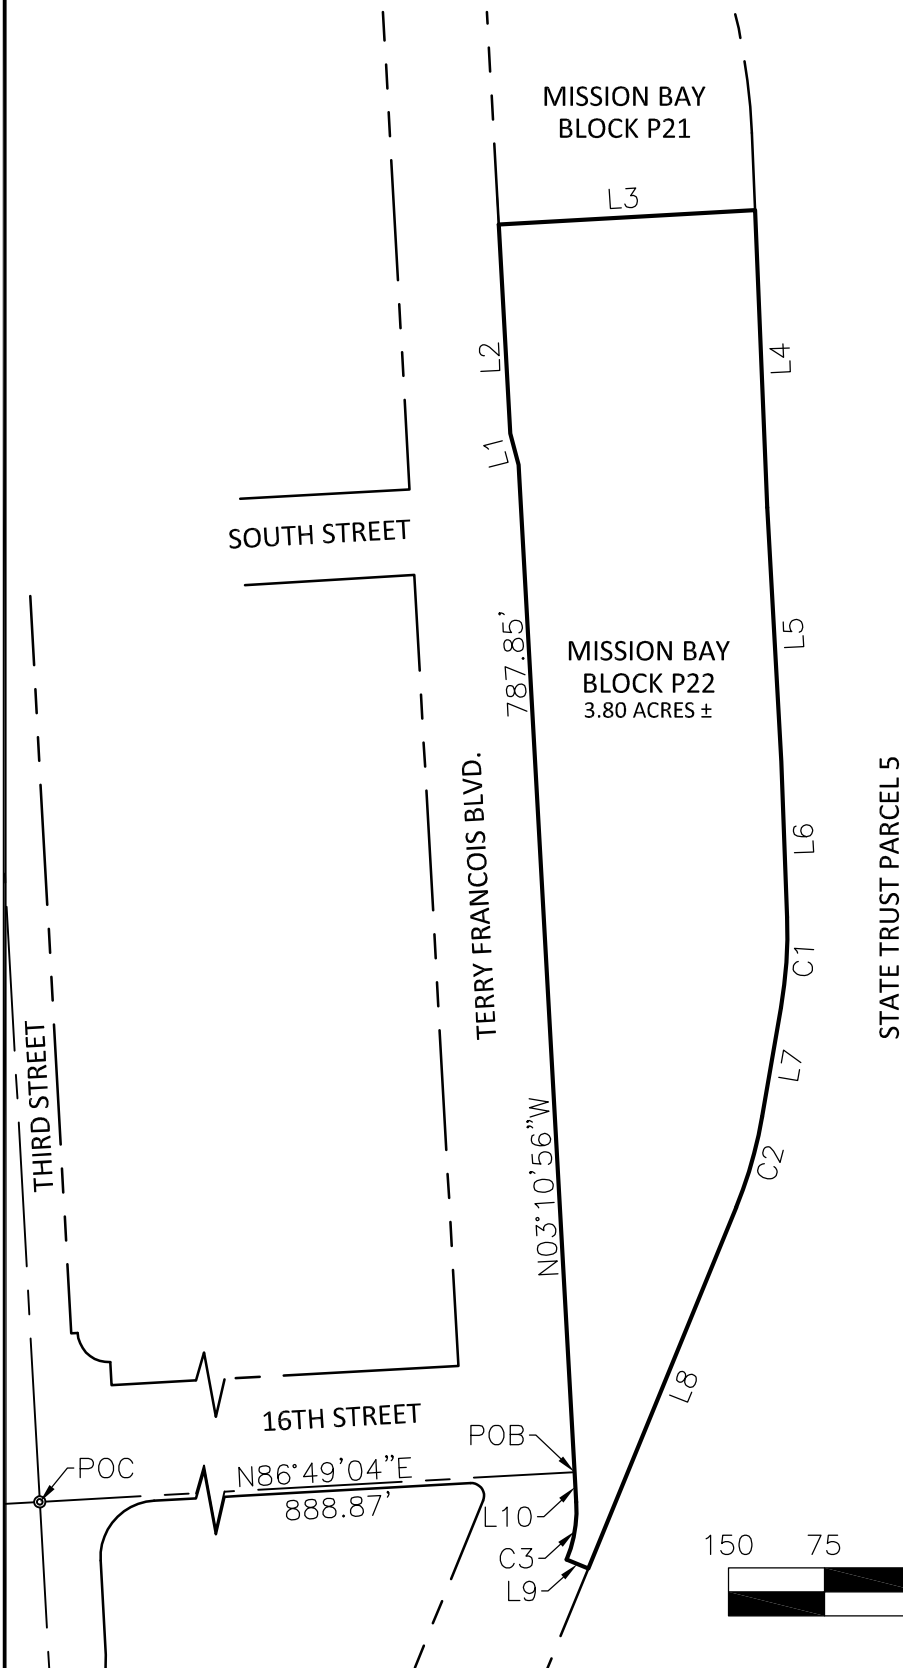 MISSION BAY
BLOCK P21
L3
L2
L4
L1
SOUTH STREET
787.85'
L5
MISSION BAY
BLOCK P22
3.80 ACRES ±
TERRY FRANCOIS BLVD.
STATE TRUST PARCEL 5
L6
C1
THIRD STREET
L7
N03°10'56"W
C2
L8
16TH STREET
POB
POC
N86°49'04"E
888.87'
L10
C3
L9
150 75